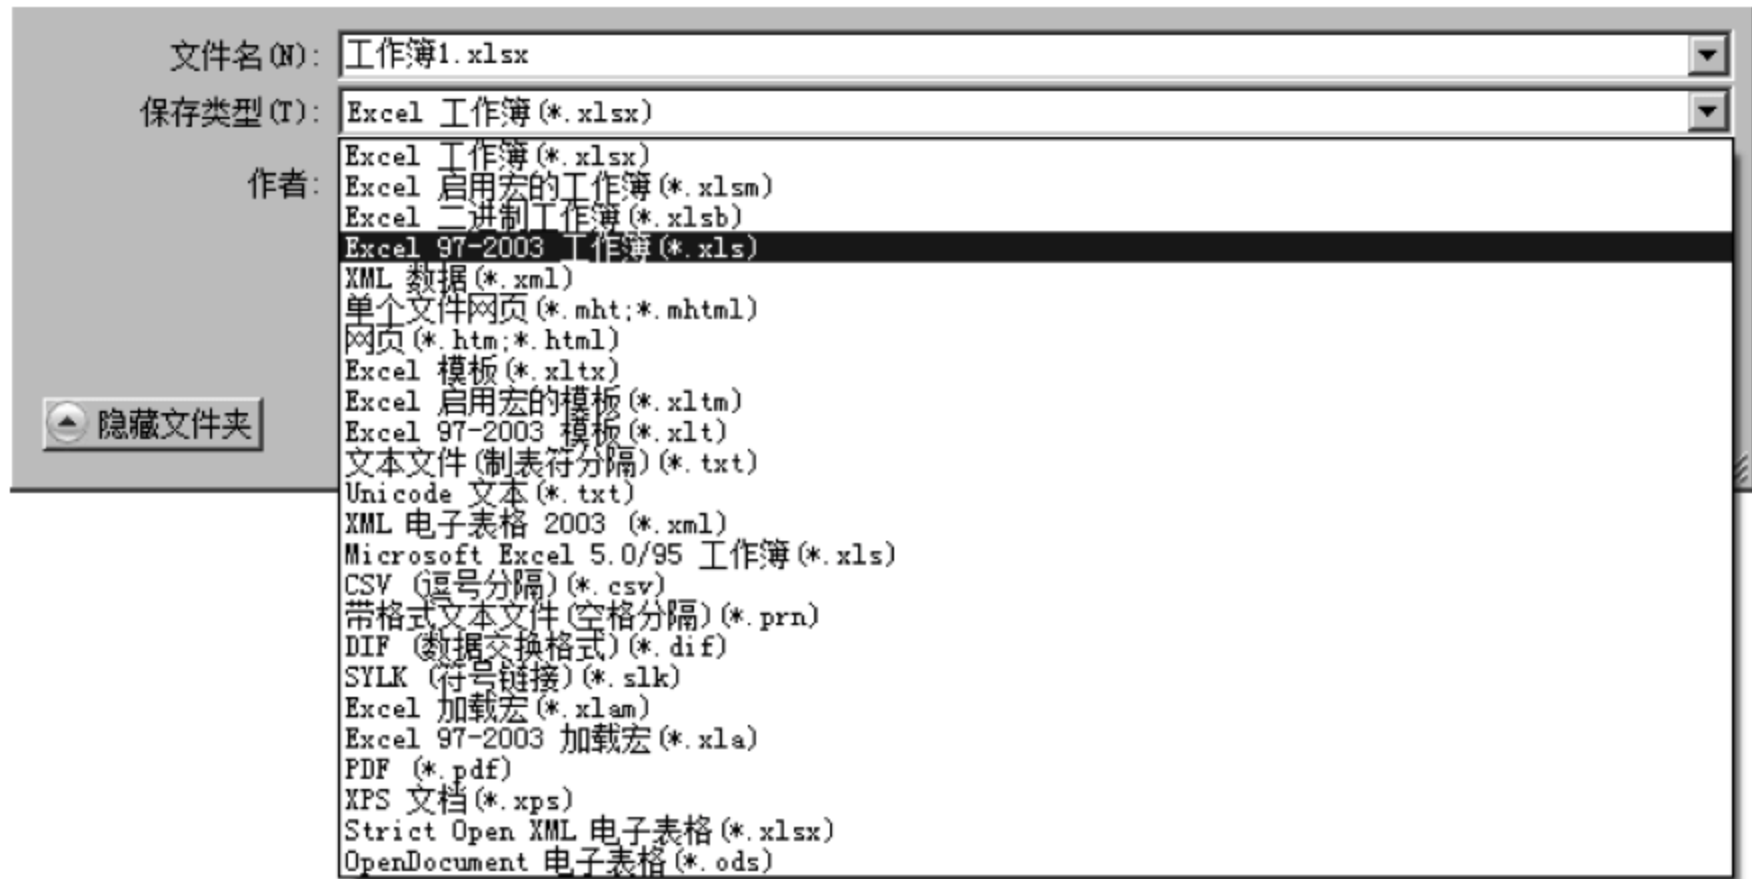 文件名(N): 工作簿1.xlsx
保存类型(T): Excel 工作簿(*.xlsx)
作者:
Excel 工作簿(*.xlsx)
Excel 启用宏的工作簿(*.xlsm)
Excel 二进制工作簿(*.xlsb)
Excel 97-2003 工作簿(*.xls)
XML 数据(*.xml)
单个文件网页(*.mht;*.mhtml)
网页(*.htm;*.html)
Excel 模板(*.xltx)
Excel 启用宏的模板(*.xltm)
Excel 97-2003 模板(*.xlt)
文本文件(制表符分隔)(*.txt)
Unicode 文本(*.txt)
XML 电子表格 2003 (*.xml)
Microsoft Excel 5.0/95 工作簿(*.xls)
CSV (逗号分隔)(*.csv)
带格式文本文件(空格分隔)(*.prn)
DIF (数据交换格式)(*.dif)
SYLK (符号链接)(*.slk)
Excel 加载宏(*.xlam)
Excel 97-2003 加载宏(*.xla)
PDF (*.pdf)
XPS 文档(*.xps)
Strict Open XML 电子表格(*.xlsx)
OpenDocument 电子表格(*.ods)
隐藏文件夹